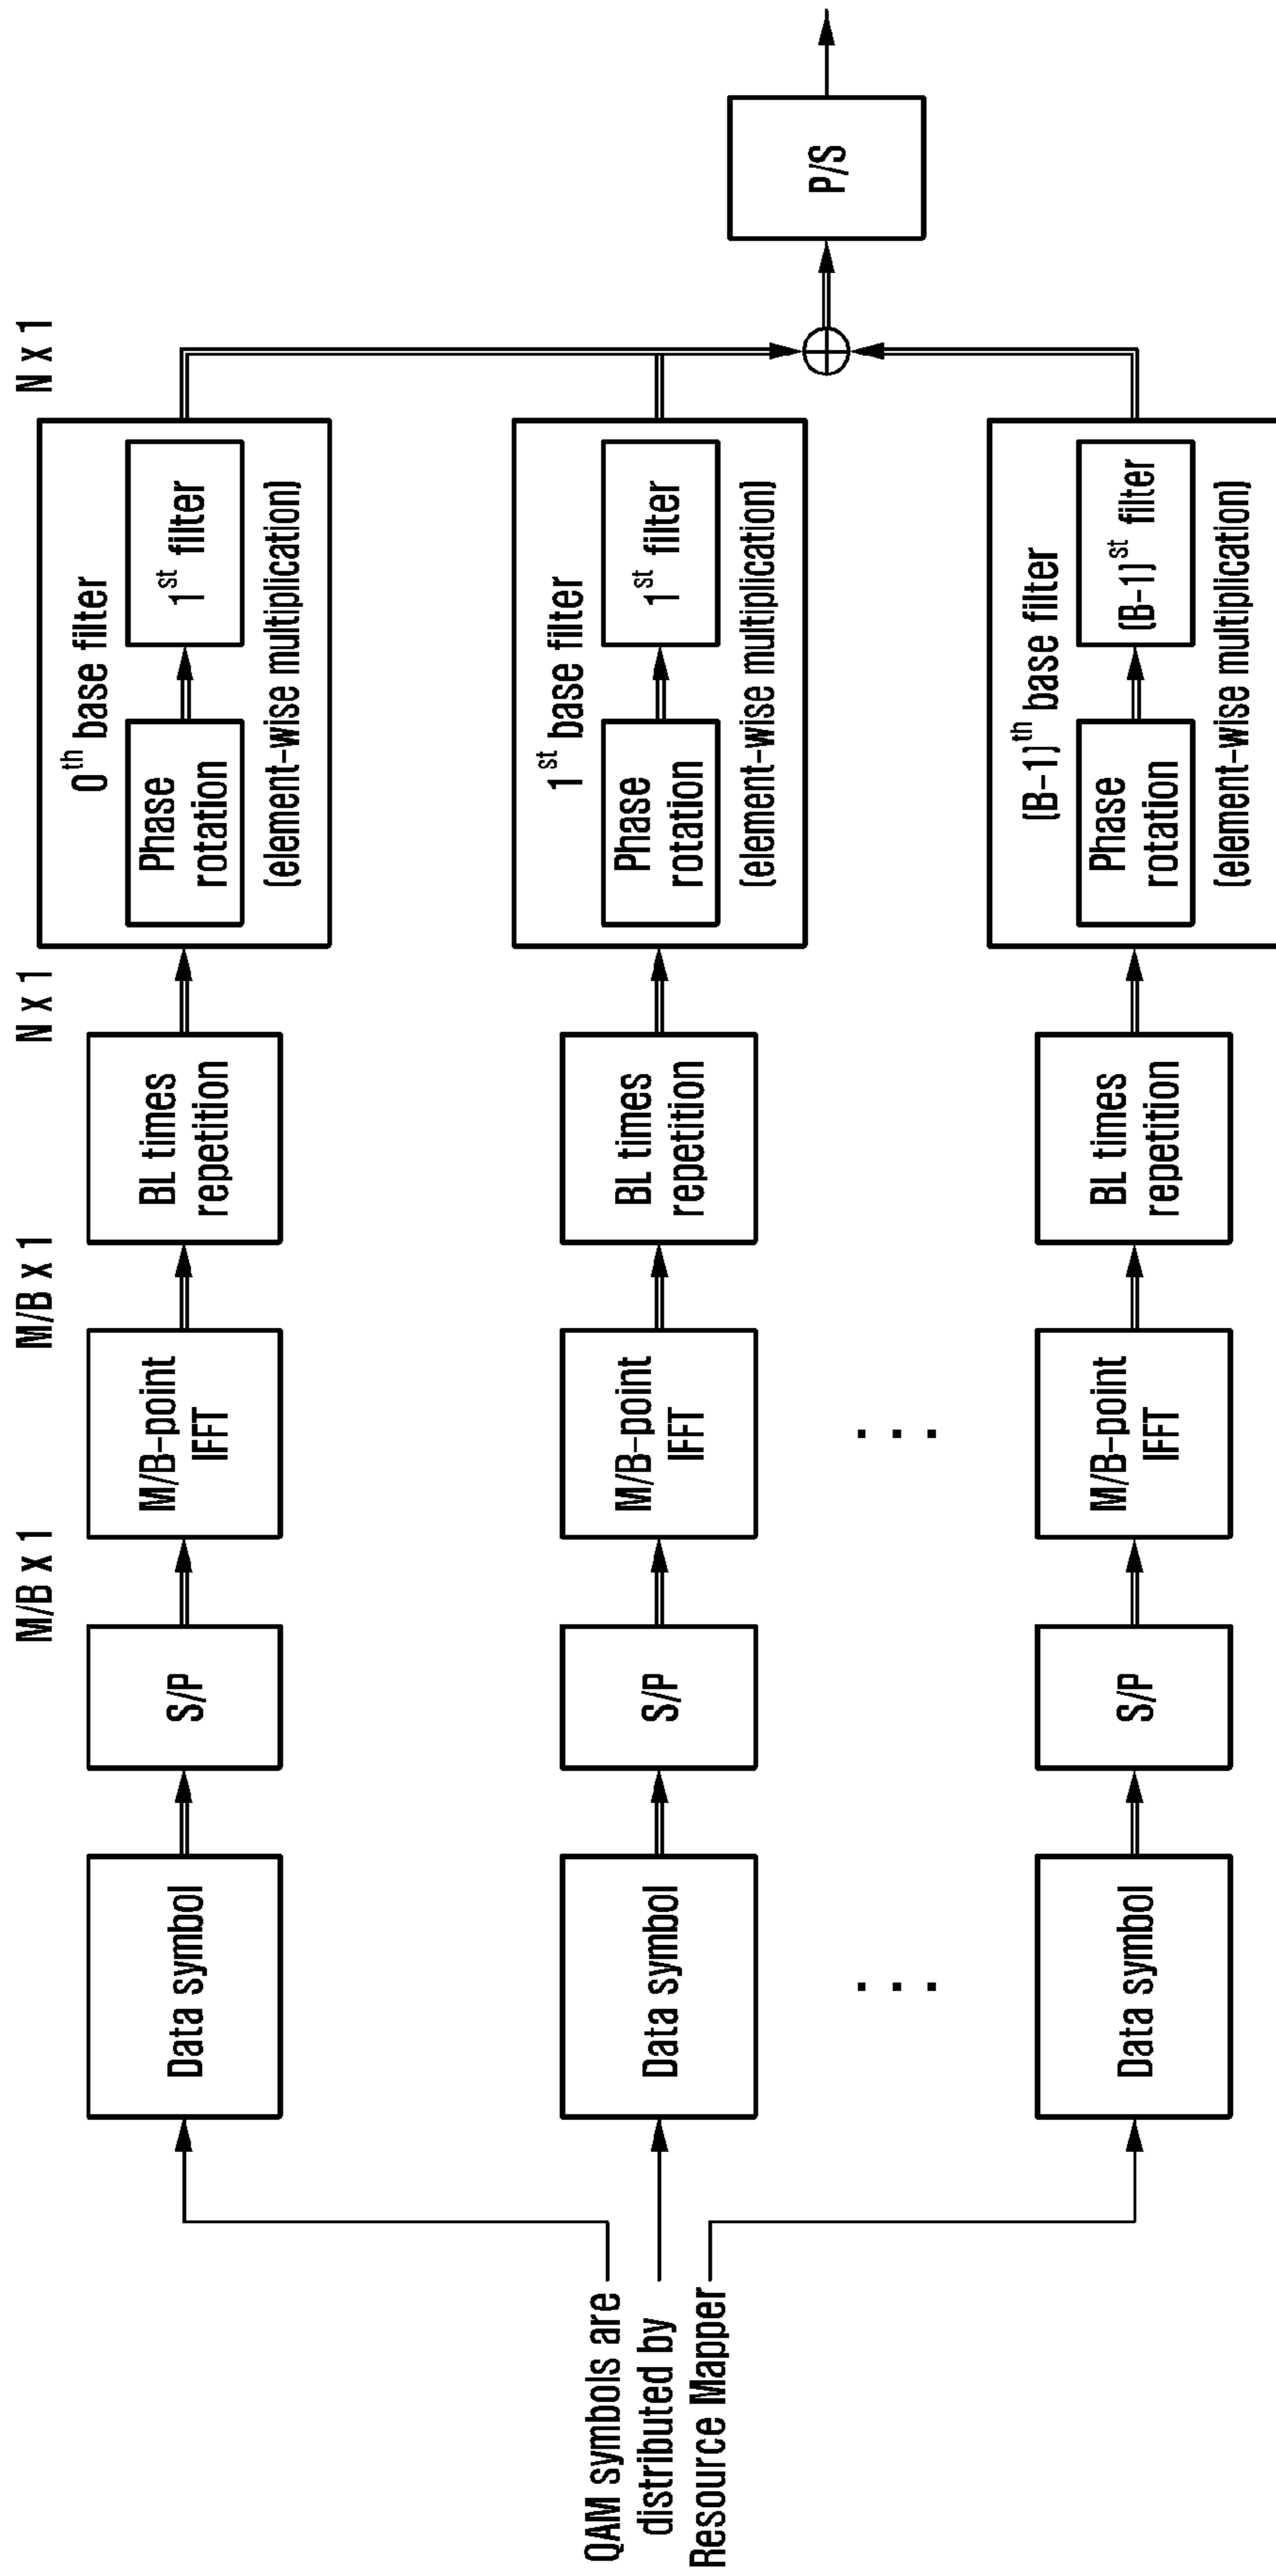 M/B x 1
M/B x 1
N x 1
N x 1
QAM symbols are
distributed by
Resource Mapper
Data symbol
S/P
M/B-point
IFFT
BL times
repetition
0th base filter
Phase
rotation
1st filter
(element-wise multiplication)
Data symbol
S/P
M/B-point
IFFT
BL times
repetition
1st base filter
Phase
rotation
1st filter
(element-wise multiplication)
P/S
. . .
. . .
Data symbol
S/P
M/B-point
IFFT
BL times
repetition
(B-1)th base filter
Phase
rotation
(B-1)st filter
(element-wise multiplication)